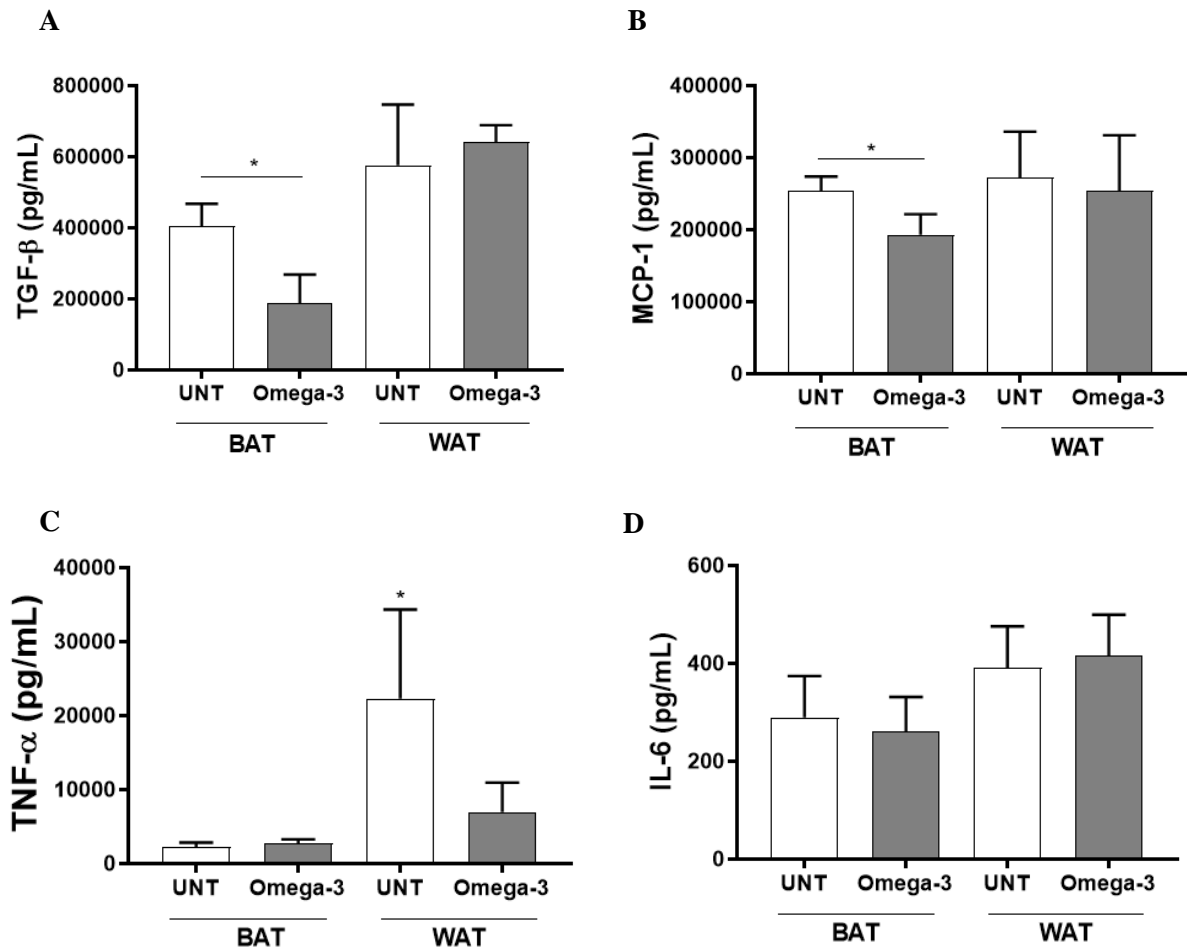 A
TGF-β (pg/mL)
800000
600000
400000
200000
0
*
UNT Omega-3 UNT Omega-3
BAT WAT
B
MCP-1 (pg/mL)
400000
300000
200000
100000
0
*
UNT Omega-3 UNT Omega-3
BAT WAT
C
TNF-α (pg/mL)
40000
30000
20000
10000
0
*
UNT Omega-3 UNT Omega-3
BAT WAT
D
IL-6 (pg/mL)
600
400
200
0
UNT Omega-3 UNT Omega-3
BAT WAT